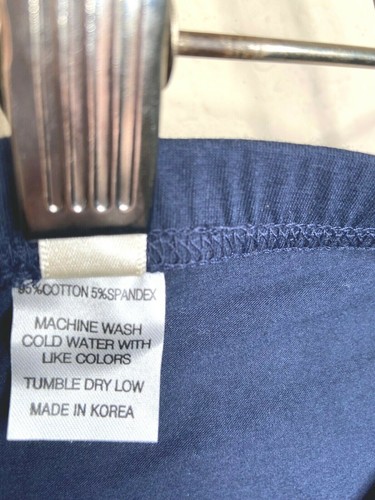 95%COTTON 5%SPANDEX
MACHINE WASH
COLD WATER WITH
LIKE COLORS
TUMBLE DRY LOW
MADE IN KOREA